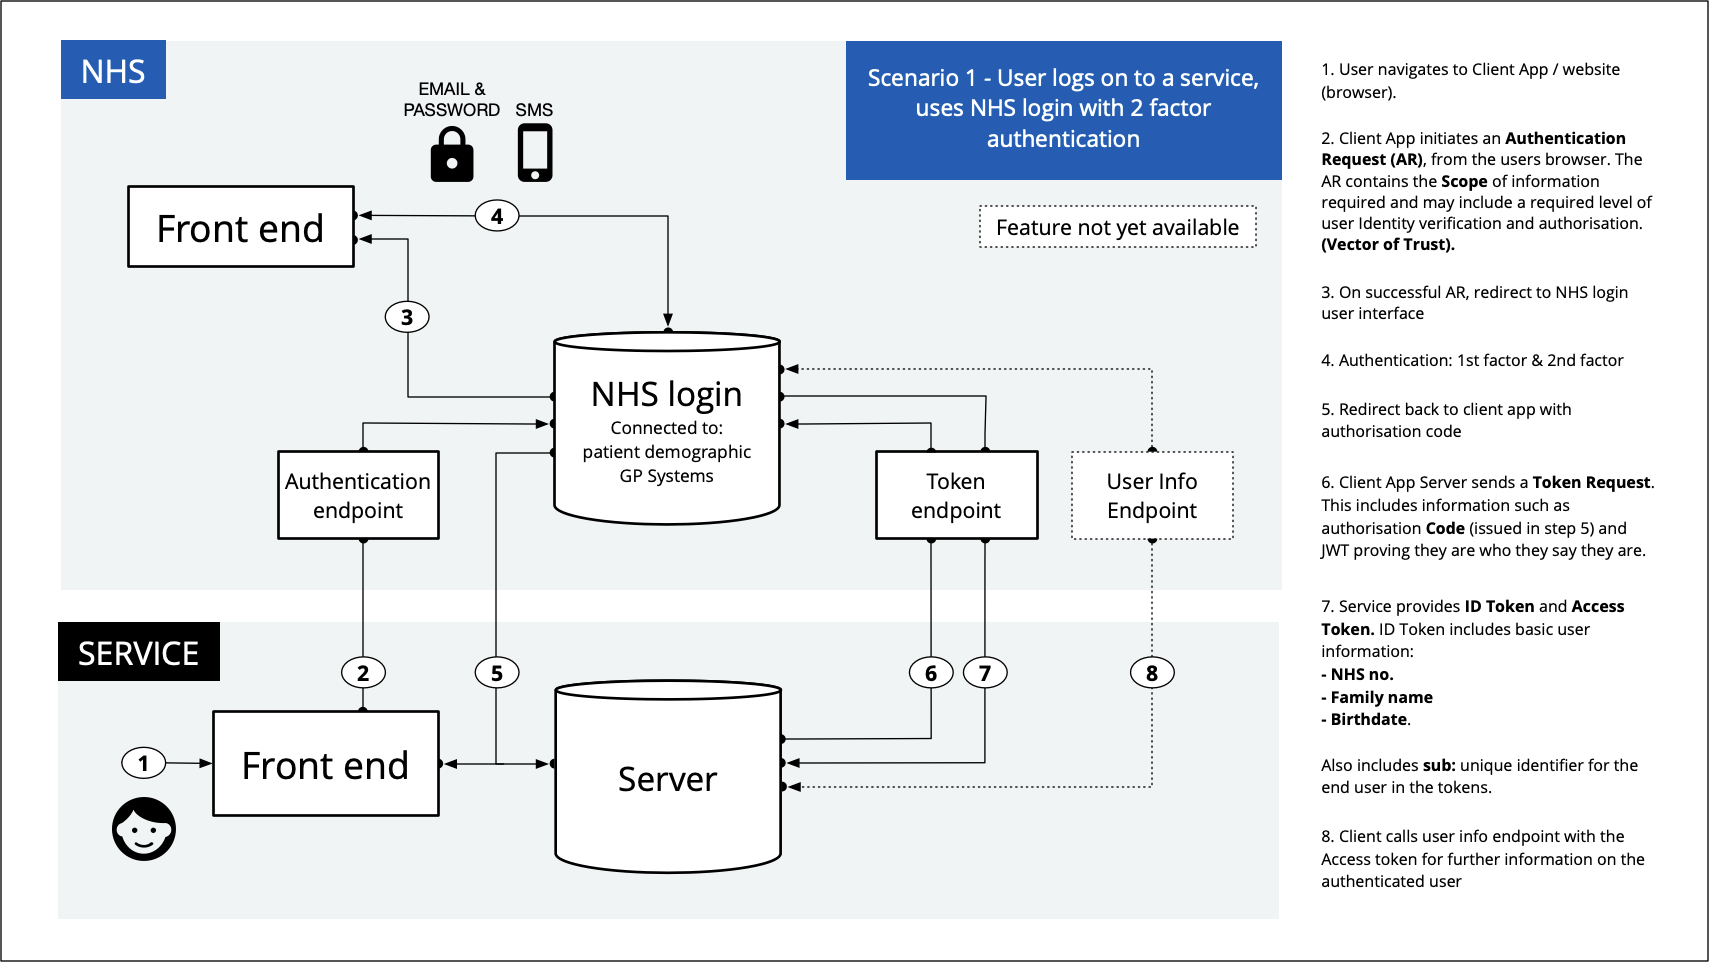 NHS
EMAIL &
PASSWORD
SMS
Scenario 1 - User logs on to a service,
uses NHS login with 2 factor
authentication
Front end
4
Feature not yet available
3
NHS login
Connected to:
patient demographic
GP Systems
Authentication
endpoint
Token
endpoint
User Info
Endpoint
SERVICE
2
5
6
7
8
1
Front end
Server
1. User navigates to Client App / website
(browser).
2. Client App initiates an Authentication
Request (AR), from the users browser. The
AR contains the Scope of information
required and may include a required level of
user Identity verification and authorisation.
(Vector of Trust).
3. On successful AR, redirect to NHS login
user interface
4. Authentication: 1st factor & 2nd factor
5. Redirect back to client app with
authorisation code
6. Client App Server sends a Token Request.
This includes information such as
authorisation Code (issued in step 5) and
JWT proving they are who they say they are.
7. Service provides ID Token and Access
Token. ID Token includes basic user
information:
- NHS no.
- Family name
- Birthdate.
Also includes sub: unique identifier for the
end user in the tokens.
8. Client calls user info endpoint with the
Access token for further information on the
authenticated user